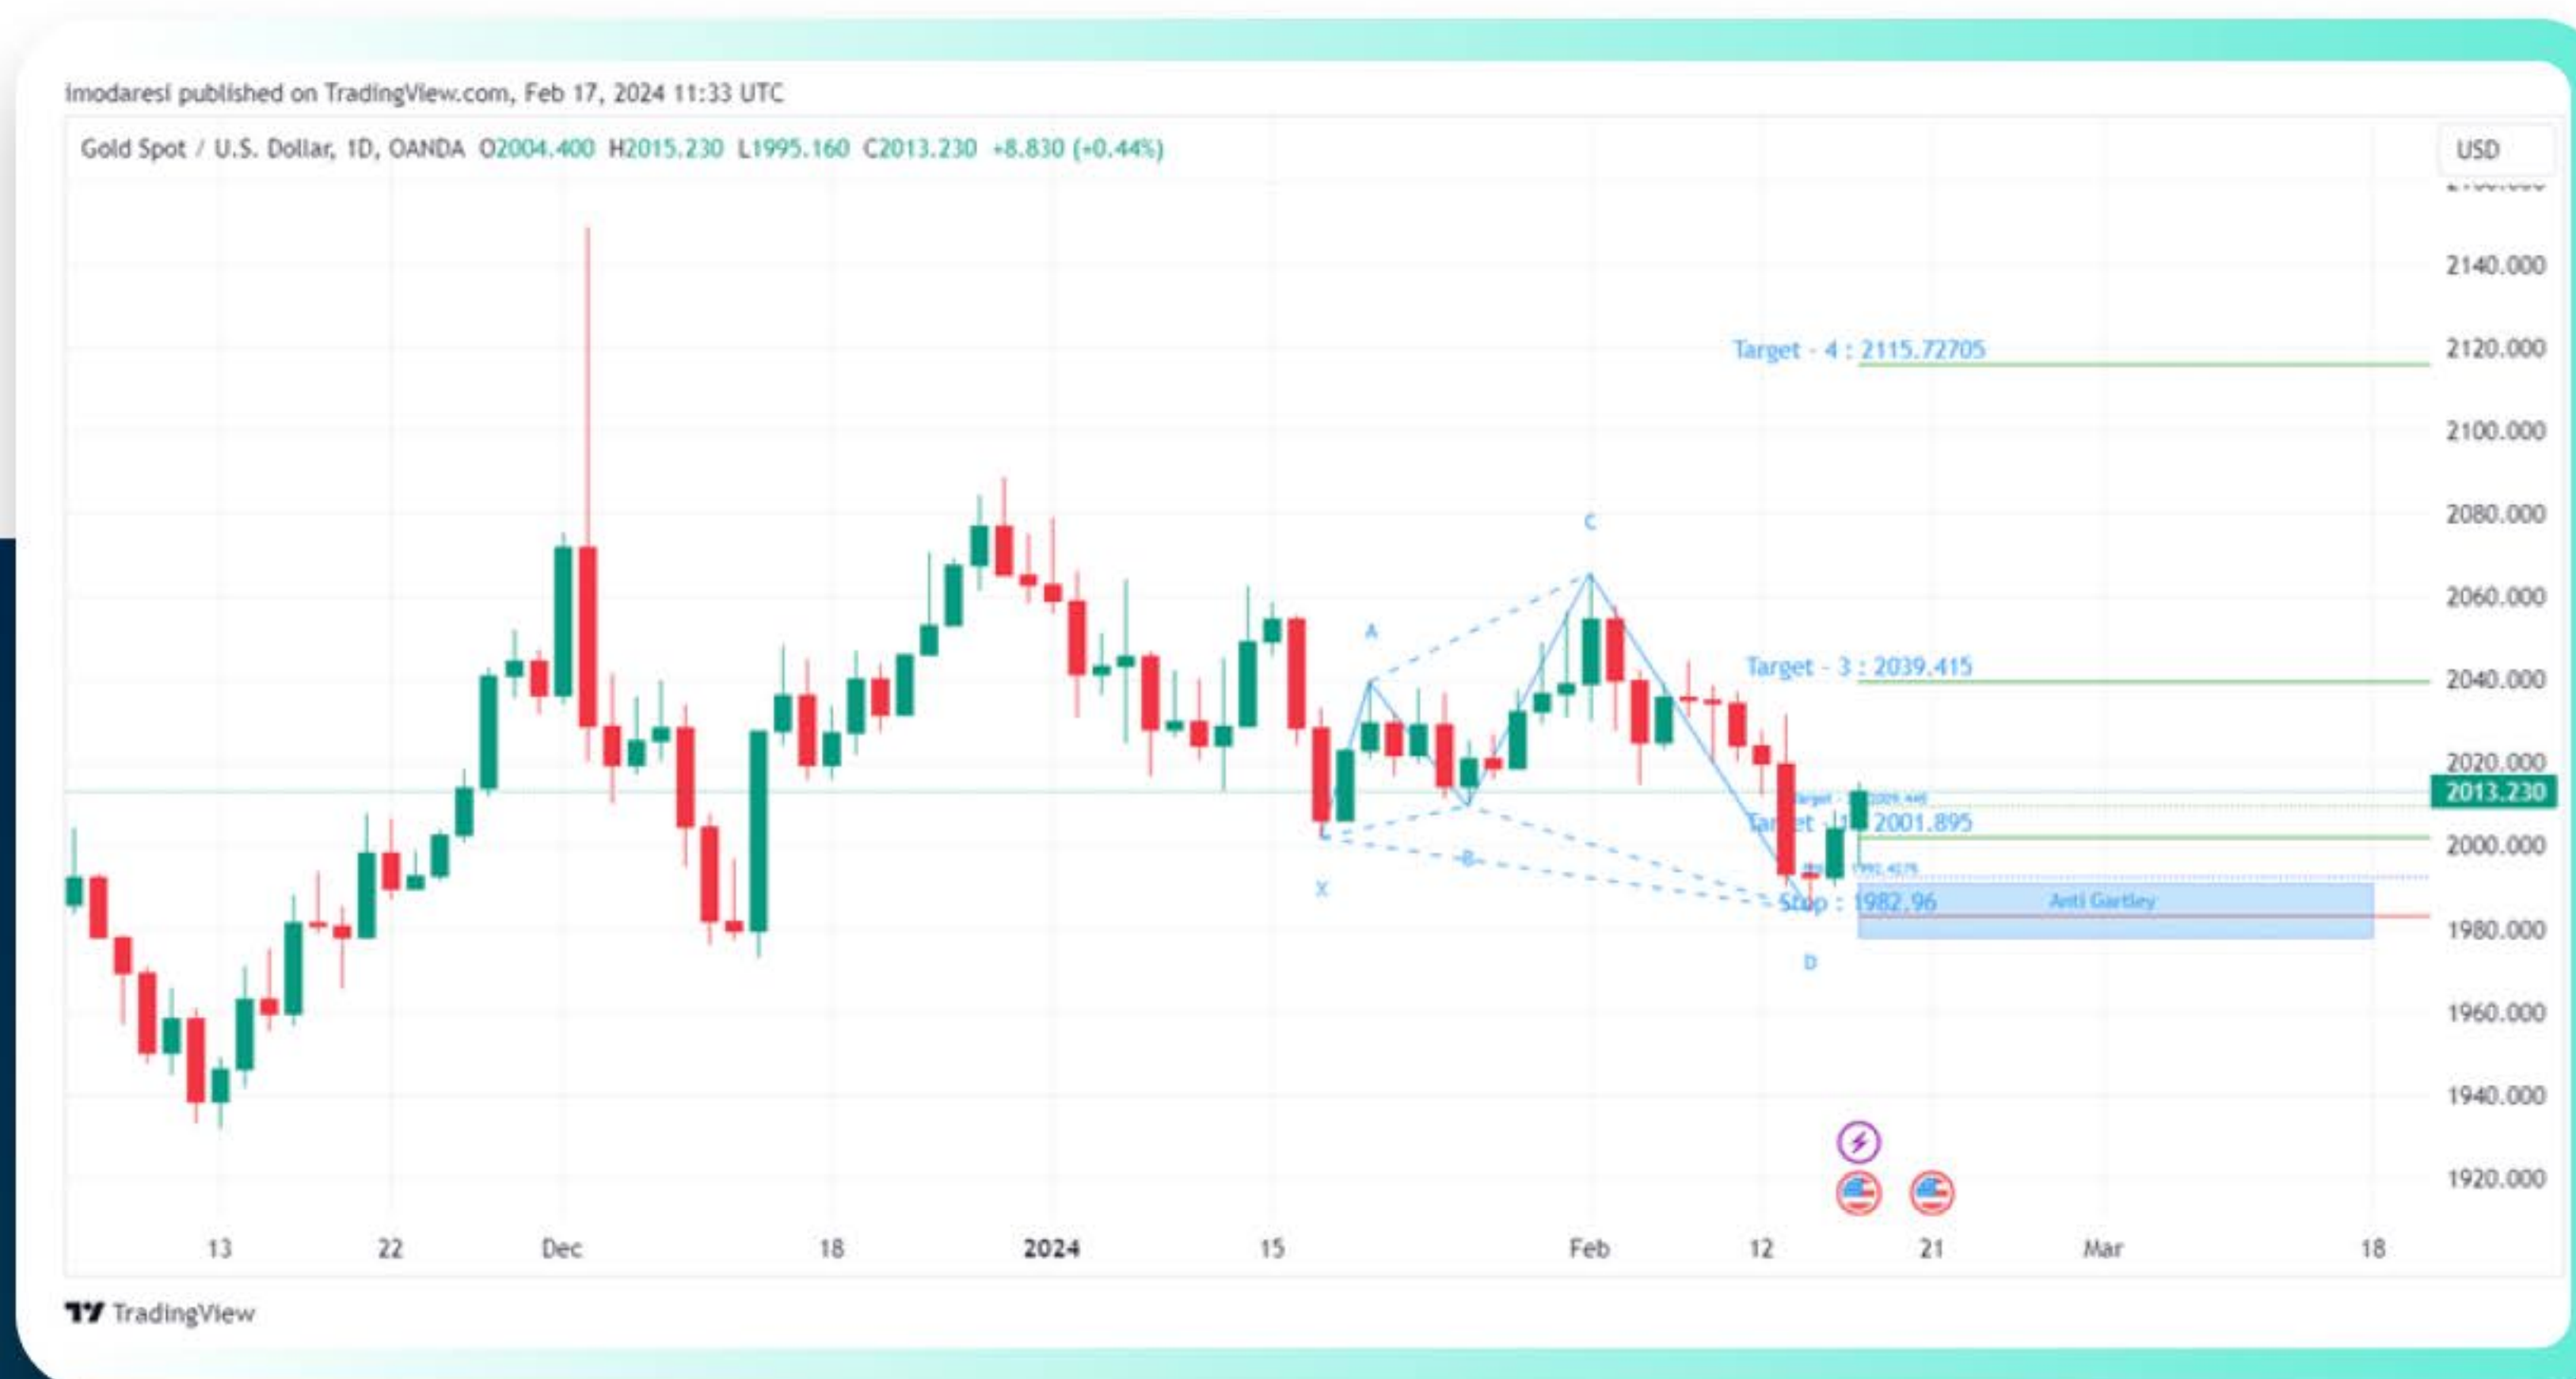 imodaresi published on TradingView.com, Feb 17, 2024 11:33 UTC
Gold Spot / U.S. Dollar, 1D, OANDA O2004.400 H2015.230 L1995.160 C2013.230 +8.830 (+0.44%)
USD
2140.000
Target - 4 : 2115.72705
2120.000
2100.000
C
2080.000
2060.000
A
Target - 3 : 2039.415
2040.000
2020.000
2013.230
Target - 1 : 2001.895
2000.000
B
X
Stop : 1982.96
Anti Gartley
1980.000
D
1960.000
1940.000
1920.000
13 22 Dec 18 2024 15 Feb 12 21 Mar 18
TradingView